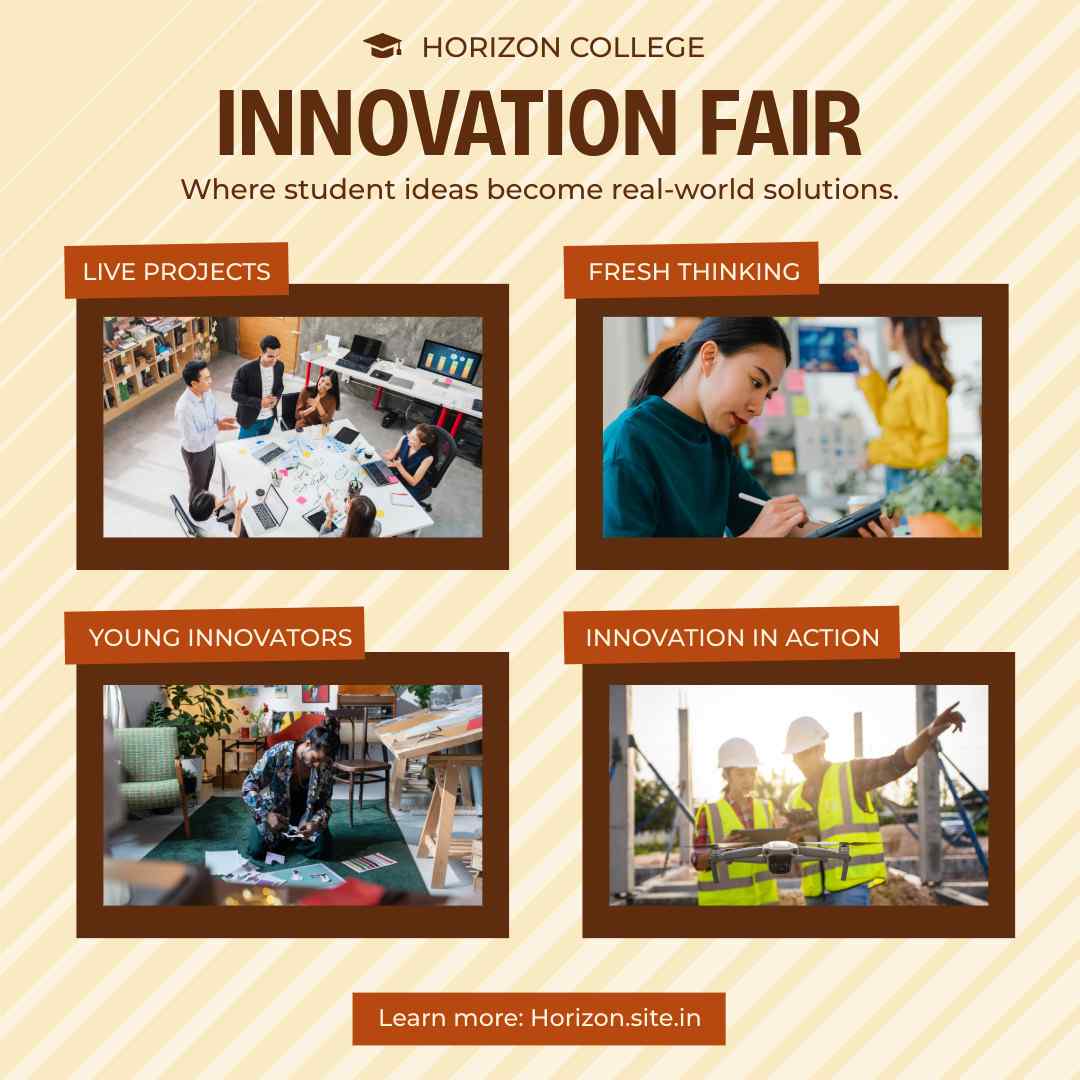 HORIZON COLLEGE
INNOVATION FAIR
Where student ideas become real-world solutions.
LIVE PROJECTS
FRESH THINKING
YOUNG INNOVATORS
INNOVATION IN ACTION
Learn more: Horizon.site.in